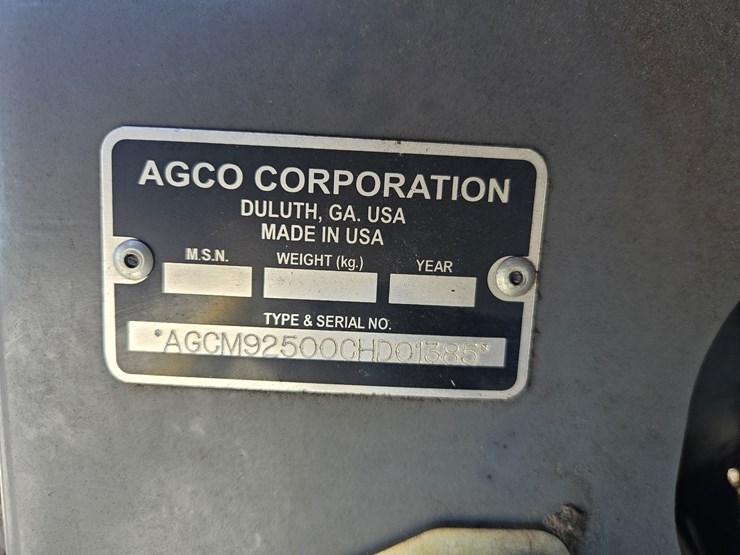 AGCO CORPORATION
DULUTH, GA. USA
MADE IN USA
M.S.N. WEIGHT (kg.) YEAR
TYPE & SERIAL NO.
*AGCM92500CHD01385*